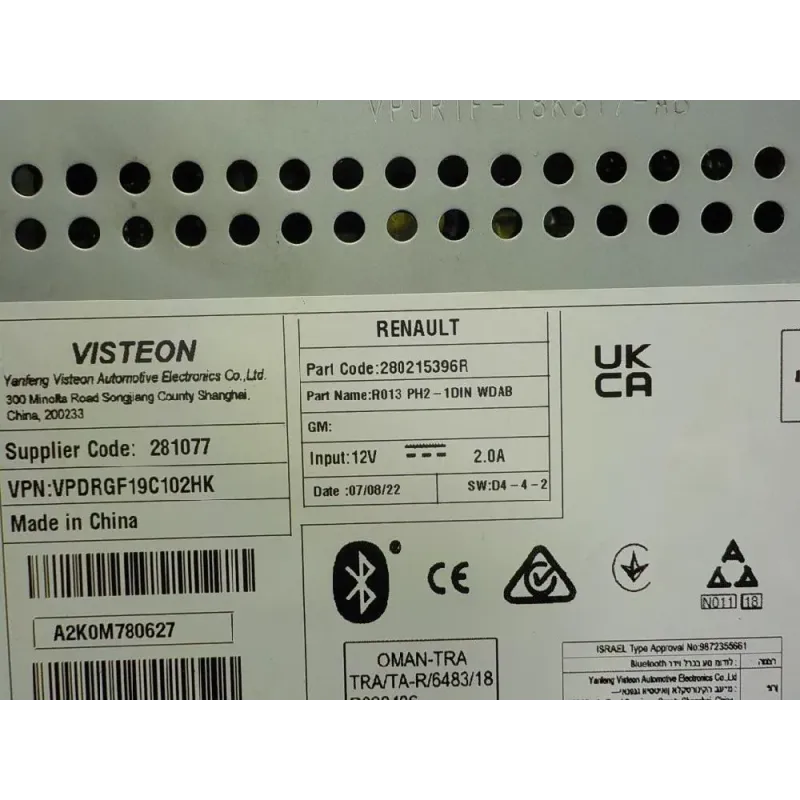 VPJR1F-18K817-AB
VISTEON
Yanfeng Visteon Automotive Electronics Co.,Ltd.
300 Minolta Road Songjiang County Shanghai,
China, 200233
Supplier Code: 281077
VPN:VPDRGF19C102HK
Made in China
A2K0M780627
RENAULT
Part Code:280215396R
Part Name:R013 PH2-1DIN WDAB
GM:
Input:12V 2.0A
Date :07/08/22 SW:D4-4-2
UK
CA
CE
N011 18
OMAN-TRA
TRA/TA-R/6483/18
ISRAEL Type Approval No:9872355661
Yanfeng Visteon Automotive Electronics Co.,Ltd